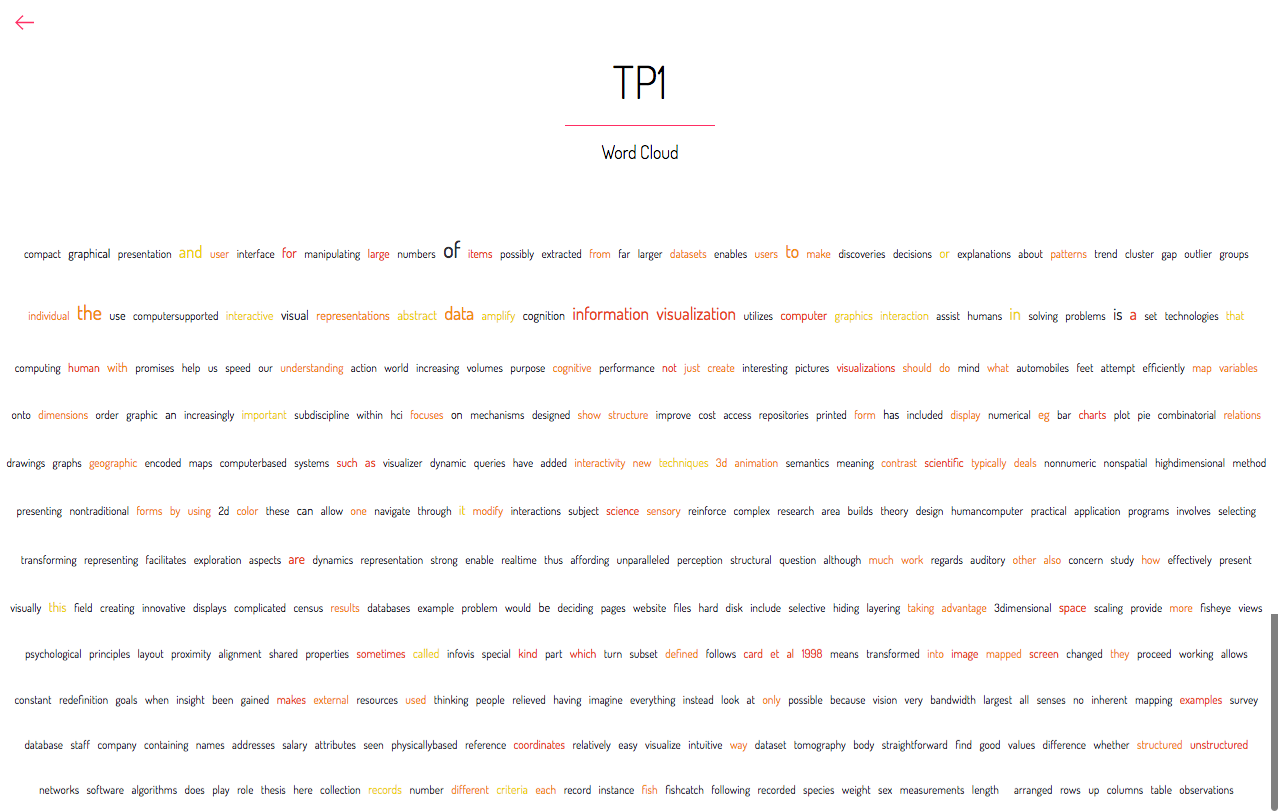 TP1
Word Cloud
compact graphical presentation and user interface for manipulating large numbers of items possibly extracted from far larger datasets enables users to make discoveries decisions or explanations about patterns trend cluster gap outlier groups
individual the use computersupported interactive visual representations abstract data amplify cognition information visualization utilizes computer graphics interaction assist humans in solving problems is a set technologies that
computing human with promises help us speed our understanding action world increasing volumes purpose cognitive performance not just create interesting pictures visualizations should do mind what automobiles feet attempt efficiently map variables
onto dimensions order graphic an increasingly important subdiscipline within hci focuses on mechanisms designed show structure improve cost access repositories printed form has included display numerical eg bar charts plot pie combinatorial relations
drawings graphs geographic encoded maps computerbased systems such as visualizer dynamic queries have added interactivity new techniques 3d animation semantics meaning contrast scientific typically deals nonnumeric nonspatial highdimensional method
presenting nontraditional forms by using 2d color these can allow one navigate through it modify interactions subject science sensory reinforce complex research area builds theory design humancomputer practical application programs involves selecting
transforming representing facilitates exploration aspects are dynamics representation strong enable realtime thus affording unparalleled perception structural question although much work regards auditory other also concern study how effectively present
visually this field creating innovative displays complicated census results databases example problem would be deciding pages website files hard disk include selective hiding layering taking advantage 3dimensional space scaling provide more fisheye views
psychological principles layout proximity alignment shared properties sometimes called infovis special kind part which turn subset defined follows card et al 1998 means transformed into image mapped screen changed they proceed working allows
constant redefinition goals when insight been gained makes external resources used thinking people relieved having imagine everything instead look at only possible because vision very bandwidth largest all senses no inherent mapping examples survey
database staff company containing names addresses salary attributes seen physicallybased reference coordinates relatively easy visualize intuitive way dataset tomography body straightforward find good values difference whether structured unstructured
networks software algorithms does play role thesis here collection records number different criteria each record instance fish fishcatch following recorded species weight sex measurements length arranged rows up columns table observations